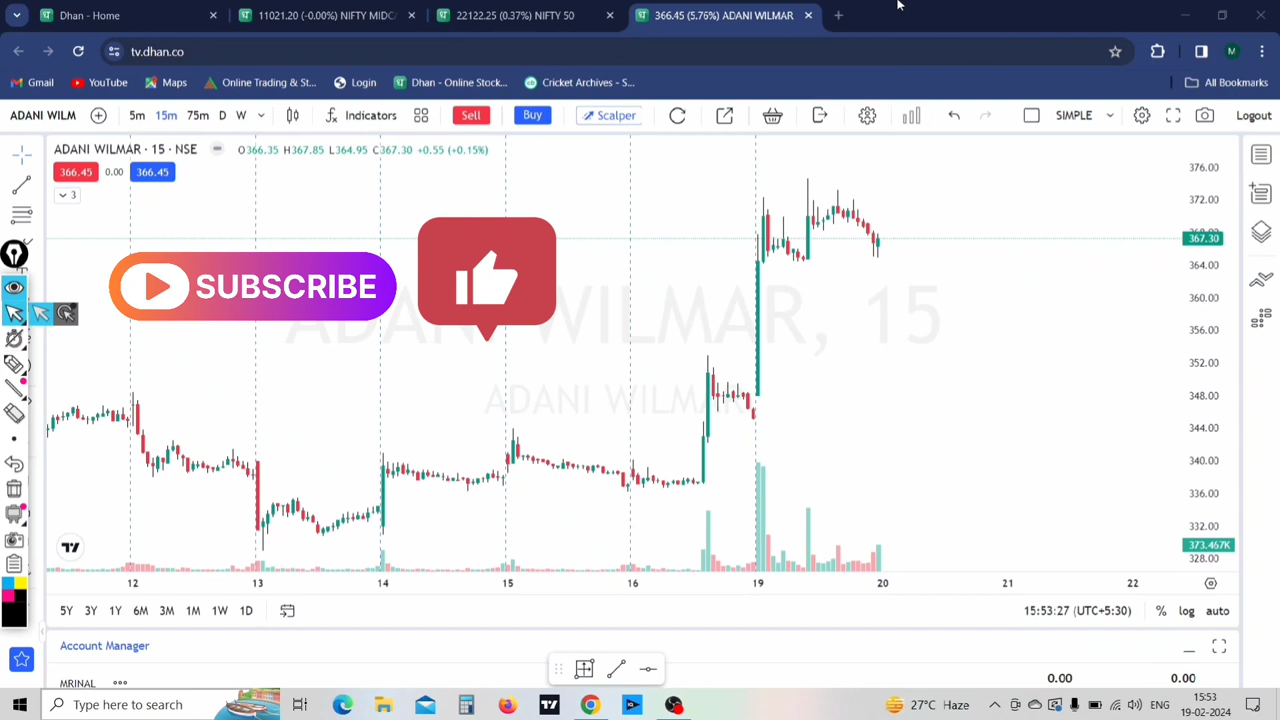 Dhan - Home
11021.20 (-0.00%) NIFTY MIDC
22122.25 (0.37%) NIFTY 50
366.45 (5.76%) ADANI WILMAR
tv.dhan.co
M
Gmail
YouTube
Maps
Online Trading & St...
Login
Dhan - Online Stock...
Cricket Archives - S...
All Bookmarks
ADANI WILM
5m 15m 75m D W
Indicators
Sell
Buy
Scalper
SIMPLE
Logout
ADANI WILMAR · 15 · NSE
O366.35 H367.85 L364.95 C367.30 +0.55 (+0.15%)
366.45 0.00 366.45
3
SUBSCRIBE
ADANI WILMAR, 15
ADANI WILMAR
376.00
372.00
367.30
364.00
360.00
356.00
352.00
348.00
344.00
340.00
336.00
332.00
373.467K
328.00
12 13 14 15 16 19 20 21 22
5Y 3Y 1Y 6M 3M 1M 1W 1D
15:53:27 (UTC+5:30) % log auto
Account Manager
MRINAL
0.00 0.00
Type here to search
27°C Haze
ENG
15:53
19-02-2024